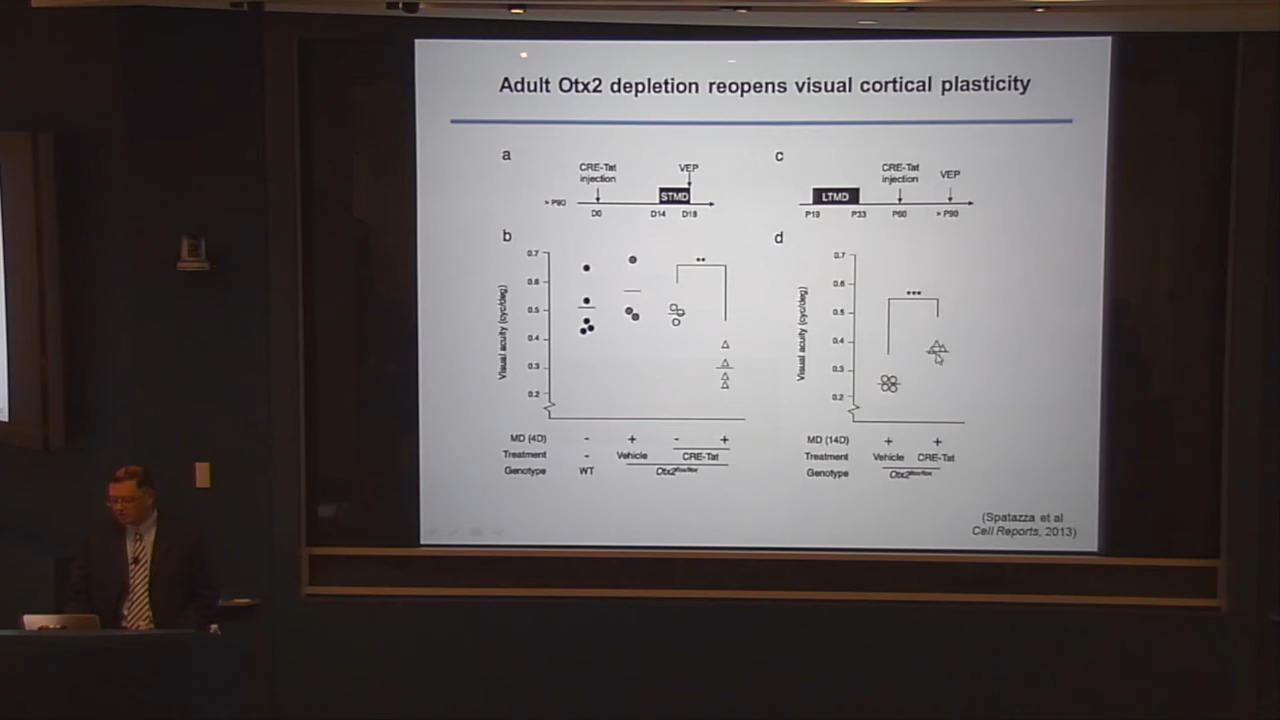 Adult Otx2 depletion reopens visual cortical plasticity
a
CRE-Tat
injection
VEP
STMD
> P90
D0
D14
D18
b
0.7
0.6
0.5
0.4
0.3
0.2
Visual acuity (cyc/deg)
**
MD (4D)
-
+
-
+
Treatment
-
Vehicle
CRE-Tat
Genotype
WT
c
CRE-Tat
injection
VEP
LTMD
P19
P33
P60
> P90
d
0.7
0.6
0.5
0.4
0.3
0.2
Visual acuity (cyc/deg)
***
MD (14D)
+
+
Treatment
Vehicle
CRE-Tat
Genotype
(Spatazza et al
Cell Reports, 2013)